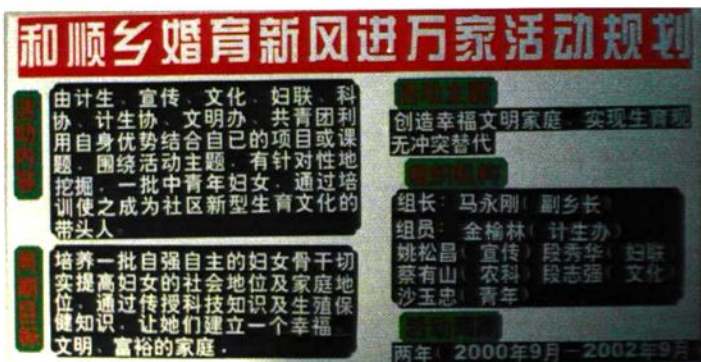 和顺乡婚育新风进万家活动规划
活动内容
由计生、宣传、文化、妇联、科
协、计生协、文明办、共青团利
用自身优势结合自已的项目或课
题、围绕活动主题、有针对性地
挖掘、一批中青年妇女、通过培
训使之成为社区新型生育文化的
带头人
培养一批自强自主的妇女骨干切
实提高妇女的社会地位及家庭地
位、通过传授科技知识及生殖保
健知识、让她们建立一个幸福、
文明、富裕的家庭.
活动主题
创造幸福文明家庭、实现生育观
无冲突替代
组长：马永刚（副乡长）
组员：金榆林（计生办）
姚松昌（宣传）段秀华（妇联）
蔡有山（农科）段志强（文化）
沙玉忠（青年）
两年（2000年9月—2002年9月